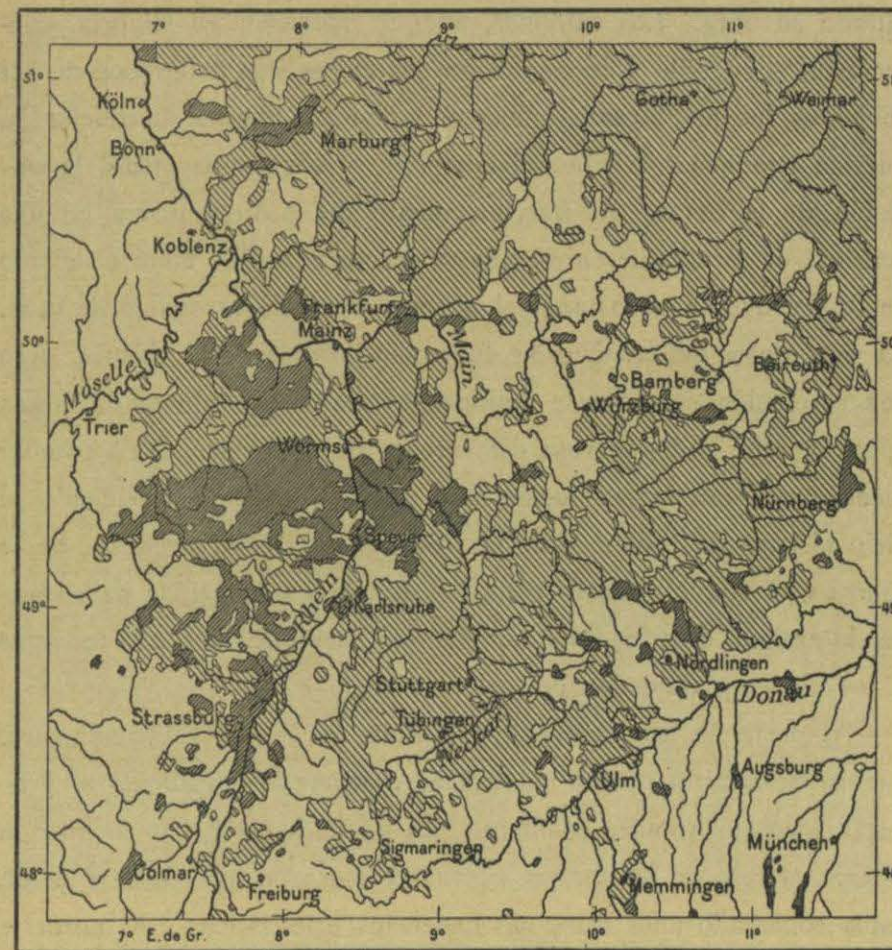 7° 8° 9° 10° 11°
51°
Köln
Gotha
Weimar
Bonn
Marburg
Koblenz
Frankfurt
Mainz
50°
Main
Moselle
Bamberg
Baireuth
Würzburg
Trier
Worms
Nürnberg
Speyer
Rhein
49°
Karlsruhe
Nördlingen
Stuttgart
Donau
Strassburg
Tübingen
Neckar
Ulm
Augsburg
Sigmaringen
München
48°
Colmar
Freiburg
Memmingen
7° E. de Gr. 8° 9° 10° 11°